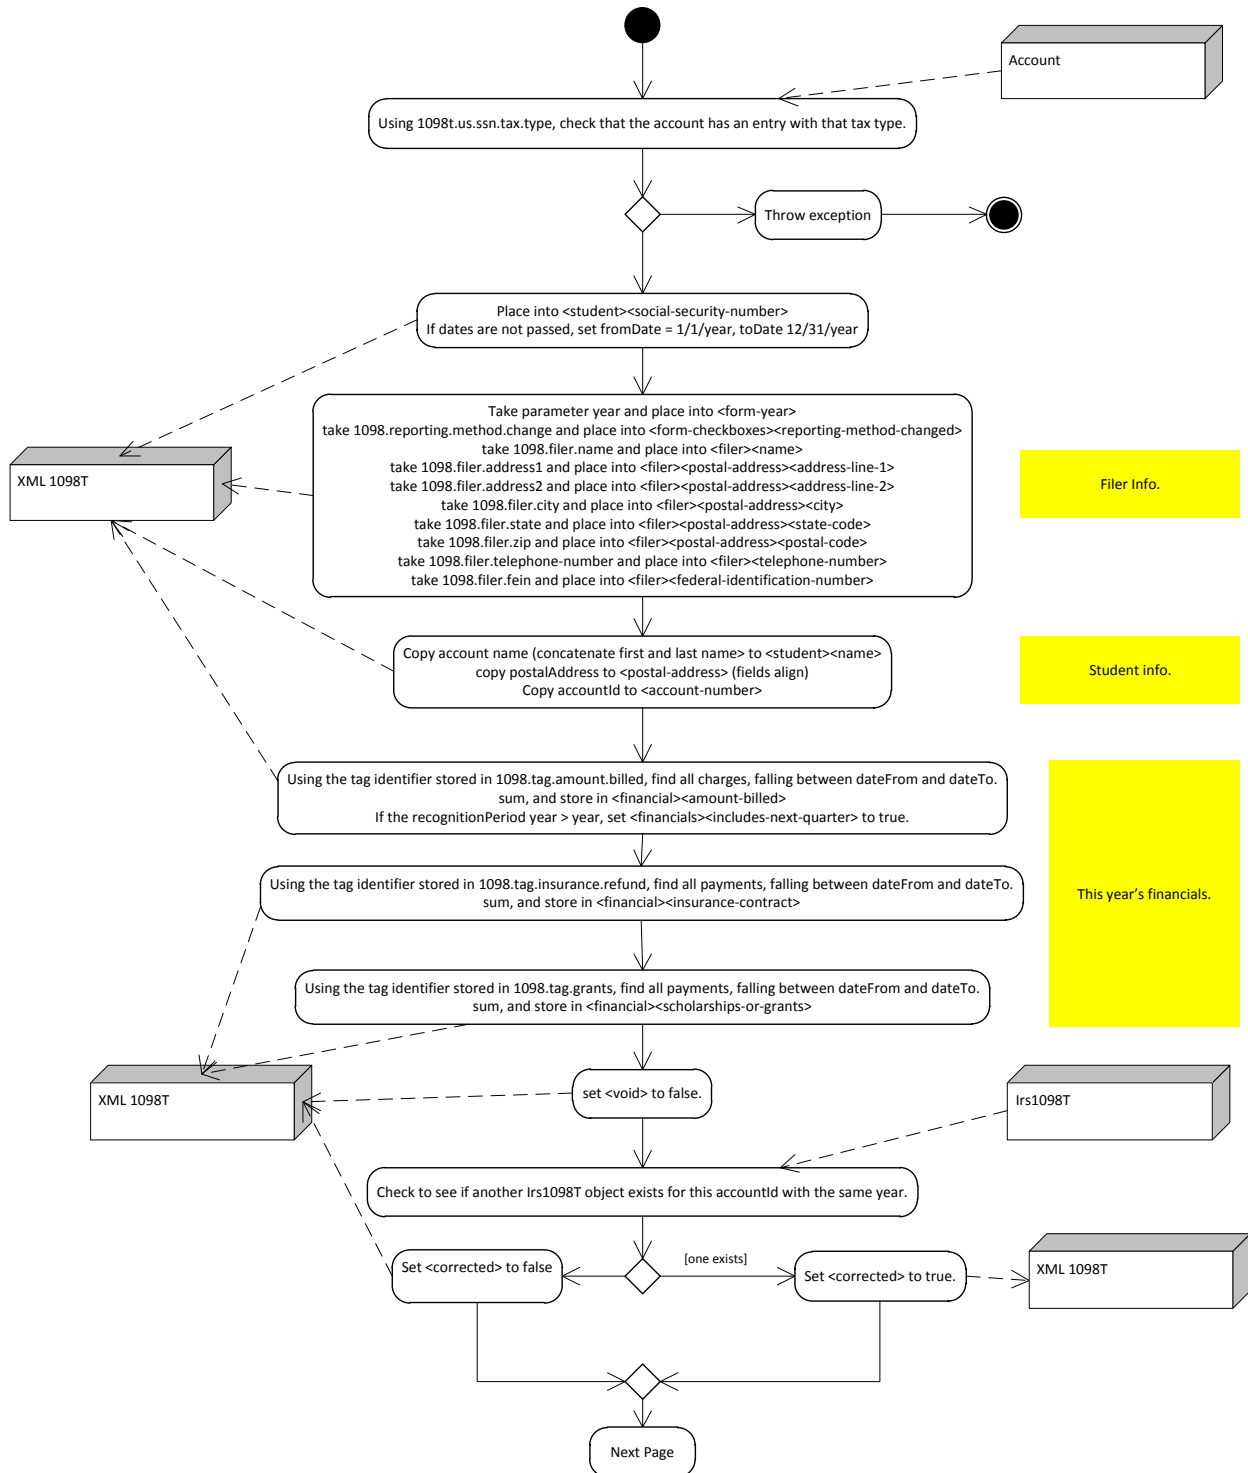 Account
Using 1098t.us.ssn.tax.type, check that the account has an entry with that tax type.
Throw exception
Place into <student><social-security-number>
If dates are not passed, set fromDate = 1/1/year, toDate 12/31/year
Take parameter year and place into <form-year>
take 1098.reporting.method.change and place into <form-checkboxes><reporting-method-changed>
take 1098.filer.name and place into <filer><name>
take 1098.filer.address1 and place into <filer><postal-address><address-line-1>
take 1098.filer.address2 and place into <filer><postal-address><address-line-2>
take 1098.filer.city and place into <filer><postal-address><city>
take 1098.filer.state and place into <filer><postal-address><state-code>
take 1098.filer.zip and place into <filer><postal-address><postal-code>
take 1098.filer.telephone-number and place into <filer><telephone-number>
take 1098.filer.fein and place into <filer><federal-identification-number>
XML 1098T
Filer Info.
Copy account name (concatenate first and last name> to <student><name>
copy postalAddress to <postal-address> (fields align)
Copy accountId to <account-number>
Student info.
Using the tag identifier stored in 1098.tag.amount.billed, find all charges, falling between dateFrom and dateTo.
sum, and store in <financial><amount-billed>
If the recognitionPeriod year > year, set <financials><includes-next-quarter> to true.
Using the tag identifier stored in 1098.tag.insurance.refund, find all payments, falling between dateFrom and dateTo.
sum, and store in <financial><insurance-contract>
This year's financials.
Using the tag identifier stored in 1098.tag.grants, find all payments, falling between dateFrom and dateTo.
sum, and store in <financial><scholarships-or-grants>
XML 1098T
set <void> to false.
Irs1098T
Check to see if another Irs1098T object exists for this accountId with the same year.
Set <corrected> to false
[one exists]
Set <corrected> to true.
XML 1098T
Next Page